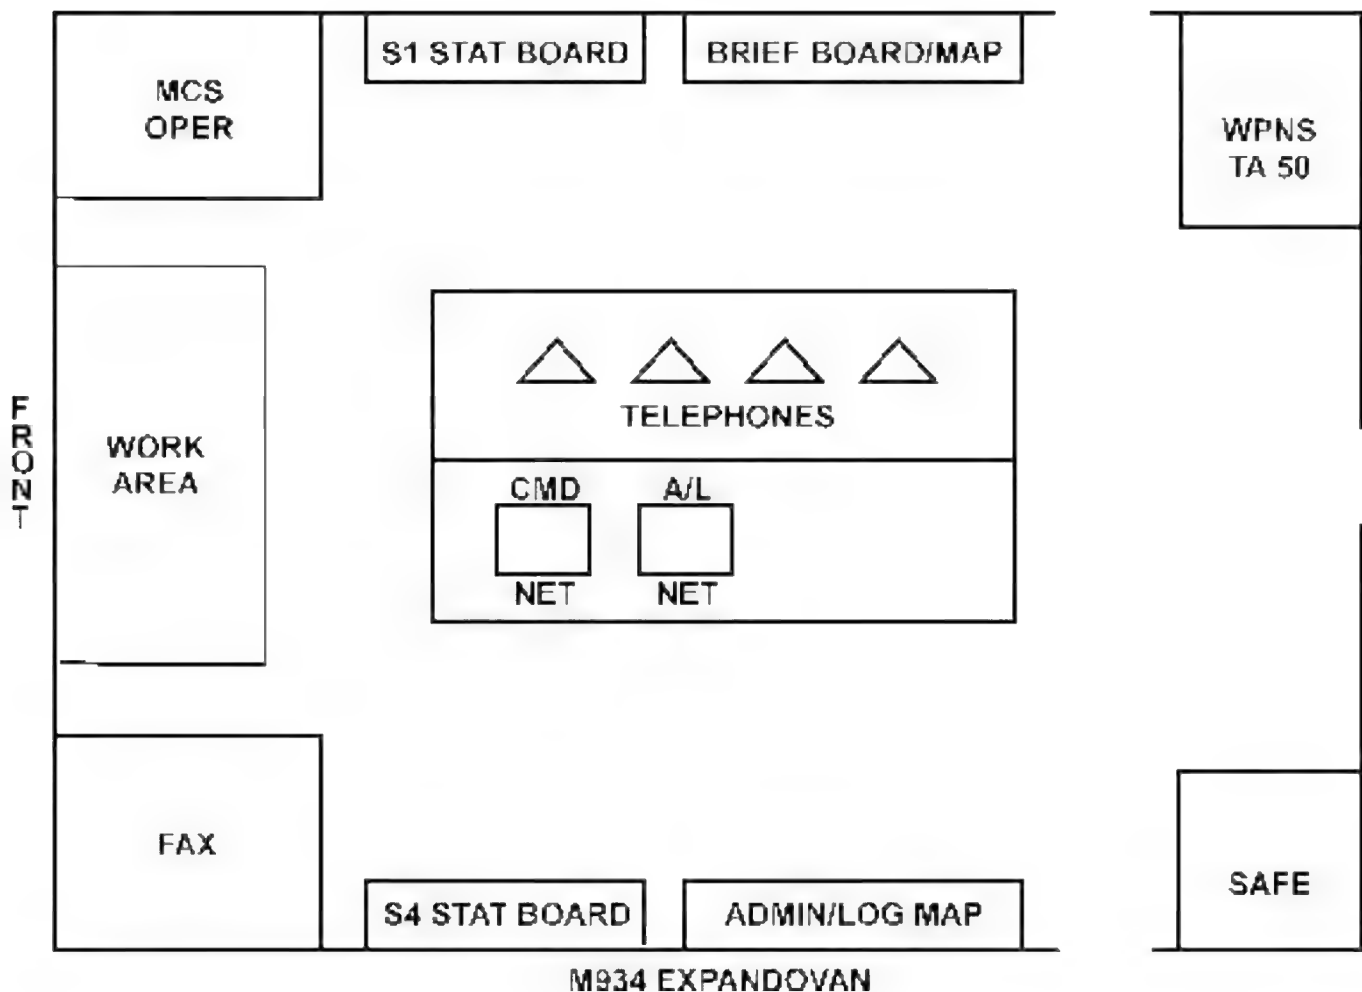 S1 STAT BOARD
BRIEF BOARD/MAP
MCS
OPER
WPNS
TA 50
FRONT
WORK
AREA
TELEPHONES
CMD
A/L
NET
NET
FAX
SAFE
S4 STAT BOARD
ADMIN/LOG MAP
M934 EXPANDOVAN